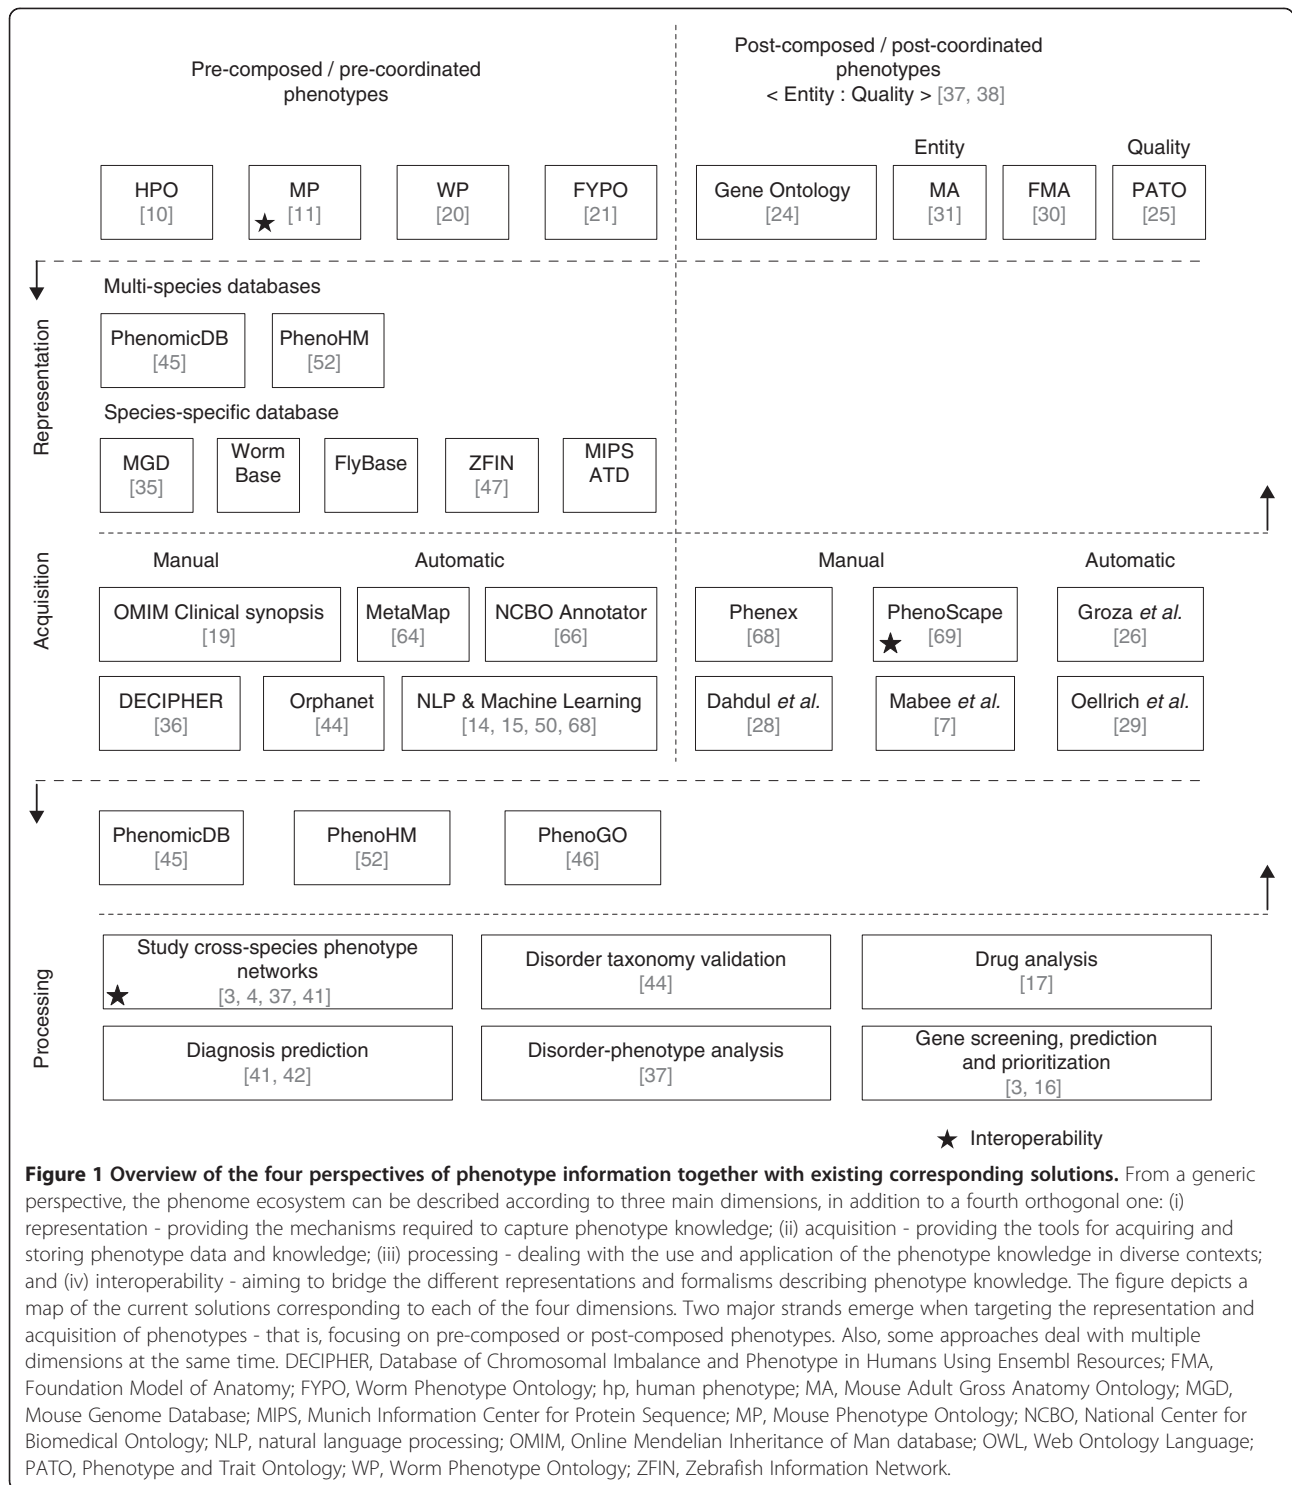 Pre-composed / pre-coordinated
phenotypes
Post-composed / post-coordinated
phenotypes
< Entity : Quality > [37, 38]
Entity
Quality
HPO
[10]
MP
★ [11]
WP
[20]
FYPO
[21]
Gene Ontology
[24]
MA
[31]
FMA
[30]
PATO
[25]
Representation
Multi-species databases
PhenomicDB
[45]
PhenoHM
[52]
Species-specific database
MGD
[35]
Worm
Base
FlyBase
ZFIN
[47]
MIPS
ATD
Acquisition
Manual
Automatic
Manual
Automatic
OMIM Clinical synopsis
[19]
MetaMap
[64]
NCBO Annotator
[66]
Phenex
[68]
PhenoScape
★ [69]
Groza et al.
[26]
DECIPHER
[36]
Orphanet
[44]
NLP & Machine Learning
[14, 15, 50, 68]
Dahdul et al.
[28]
Mabee et al.
[7]
Oellrich et al.
[29]
PhenomicDB
[45]
PhenoHM
[52]
PhenoGO
[46]
Processing
Study cross-species phenotype
networks
★ [3, 4, 37, 41]
Disorder taxonomy validation
[44]
Drug analysis
[17]
Diagnosis prediction
[41, 42]
Disorder-phenotype analysis
[37]
Gene screening, prediction
and prioritization
[3, 16]
★ Interoperability
Figure 1 Overview of the four perspectives of phenotype information together with existing corresponding solutions. From a generic
perspective, the phenome ecosystem can be described according to three main dimensions, in addition to a fourth orthogonal one: (i)
representation - providing the mechanisms required to capture phenotype knowledge; (ii) acquisition - providing the tools for acquiring and
storing phenotype data and knowledge; (iii) processing - dealing with the use and application of the phenotype knowledge in diverse contexts;
and (iv) interoperability - aiming to bridge the different representations and formalisms describing phenotype knowledge. The figure depicts a
map of the current solutions corresponding to each of the four dimensions. Two major strands emerge when targeting the representation and
acquisition of phenotypes - that is, focusing on pre-composed or post-composed phenotypes. Also, some approaches deal with multiple
dimensions at the same time. DECIPHER, Database of Chromosomal Imbalance and Phenotype in Humans Using Ensembl Resources; FMA,
Foundation Model of Anatomy; FYPO, Worm Phenotype Ontology; hp, human phenotype; MA, Mouse Adult Gross Anatomy Ontology; MGD,
Mouse Genome Database; MIPS, Munich Information Center for Protein Sequence; MP, Mouse Phenotype Ontology; NCBO, National Center for
Biomedical Ontology; NLP, natural language processing; OMIM, Online Mendelian Inheritance of Man database; OWL, Web Ontology Language;
PATO, Phenotype and Trait Ontology; WP, Worm Phenotype Ontology; ZFIN, Zebrafish Information Network.